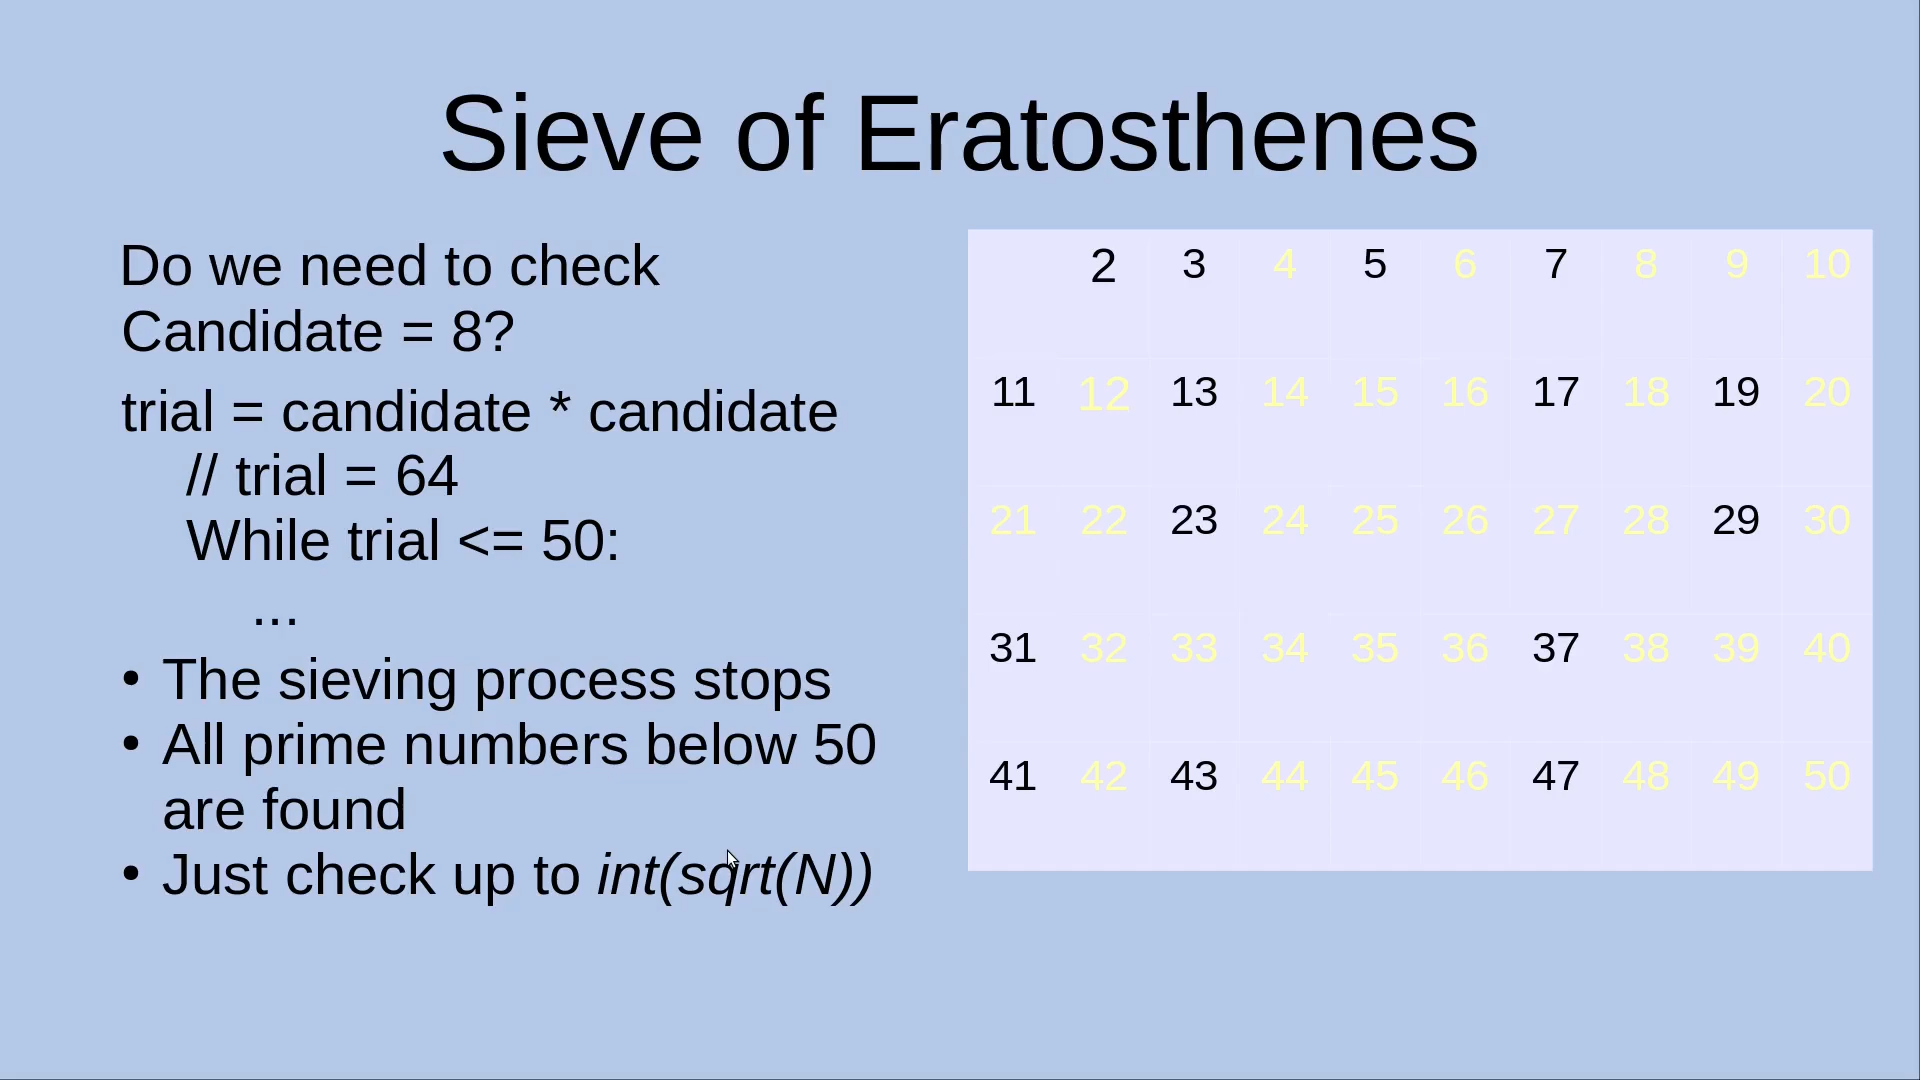 Sieve of Eratosthenes
Do we need to check
Candidate = 8?
trial = candidate * candidate
// trial = 64
While trial <= 50:
...
• The sieving process stops
• All prime numbers below 50
are found
• Just check up to int(sqrt(N))
2 3 4 5 6 7 8 9 10
11 12 13 14 15 16 17 18 19 20
21 22 23 24 25 26 27 28 29 30
31 32 33 34 35 36 37 38 39 40
41 42 43 44 45 46 47 48 49 50